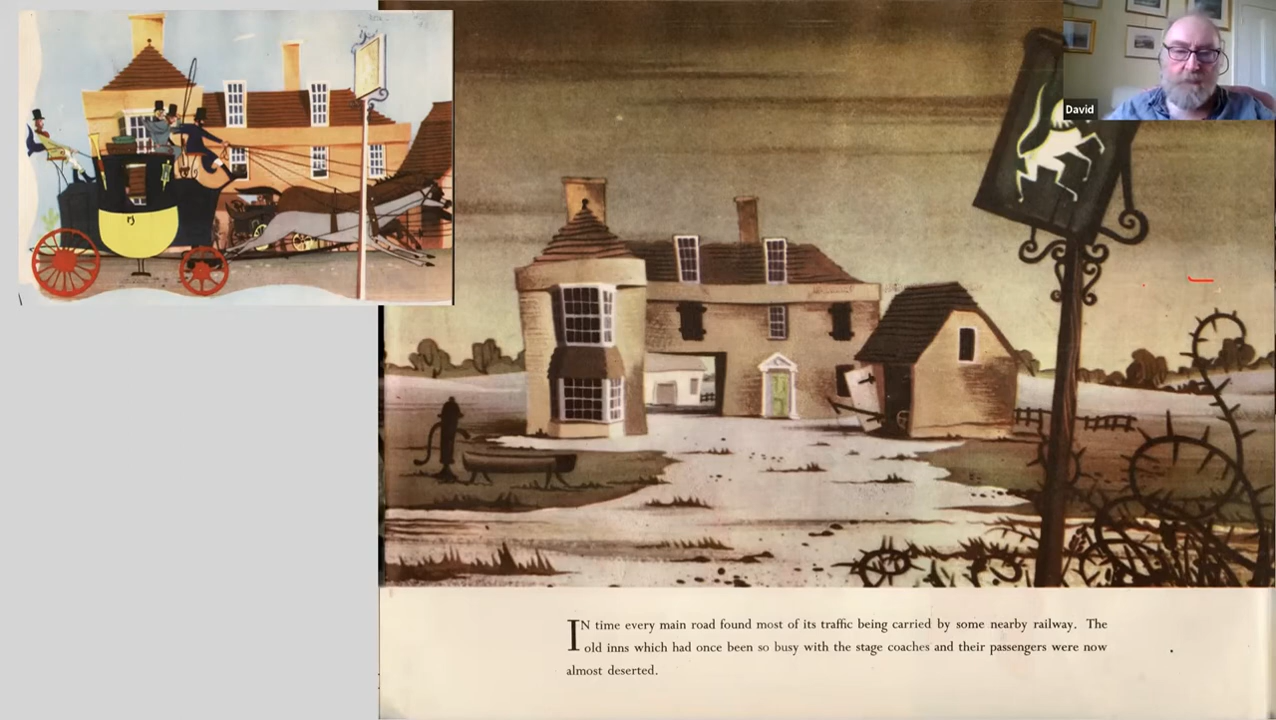 David
IN time every main road found most of its traffic being carried by some nearby railway. The
old inns which had once been so busy with the stage coaches and their passengers were now
almost deserted.